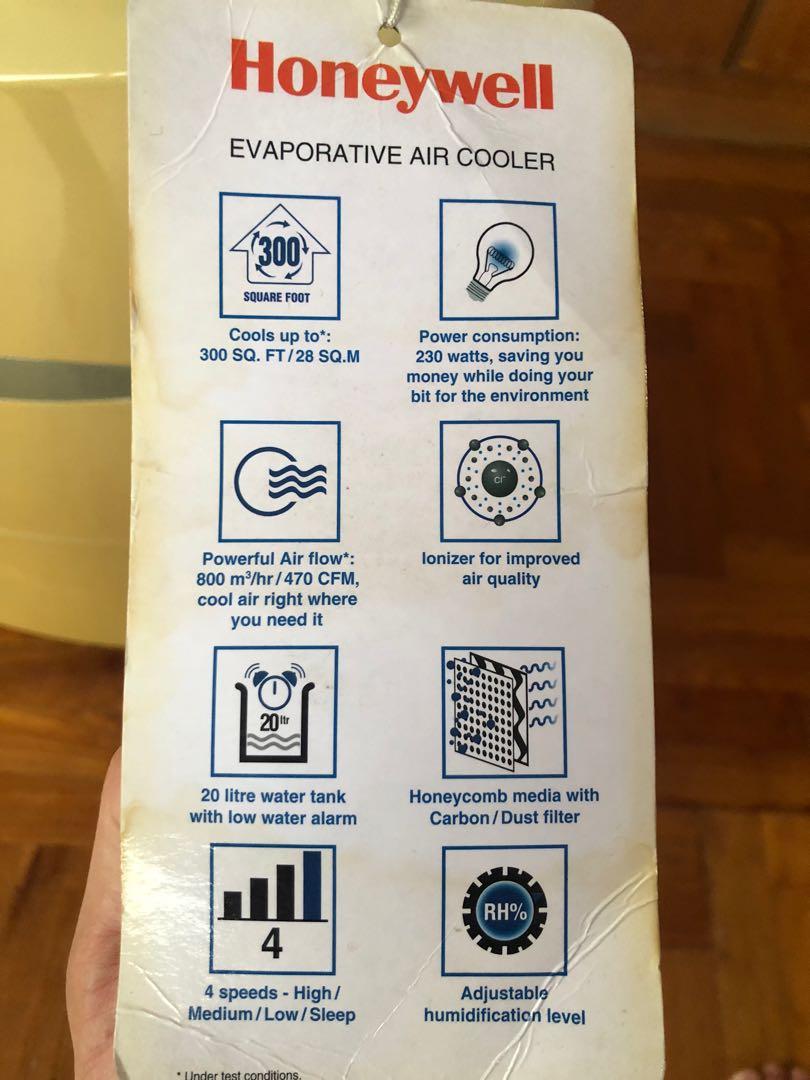 Honeywell
EVAPORATIVE AIR COOLER
300
SQUARE FOOT
Cools up to*:
300 SQ. FT / 28 SQ.M
Power consumption:
230 watts, saving you
money while doing your
bit for the environment
Powerful Air flow*:
800 m³/hr / 470 CFM,
cool air right where
you need it
Cl⁻
Ionizer for improved
air quality
20 ltr
20 litre water tank
with low water alarm
Honeycomb media with
Carbon / Dust filter
4
4 speeds - High /
Medium / Low / Sleep
RH%
Adjustable
humidification level
* Under test conditions.